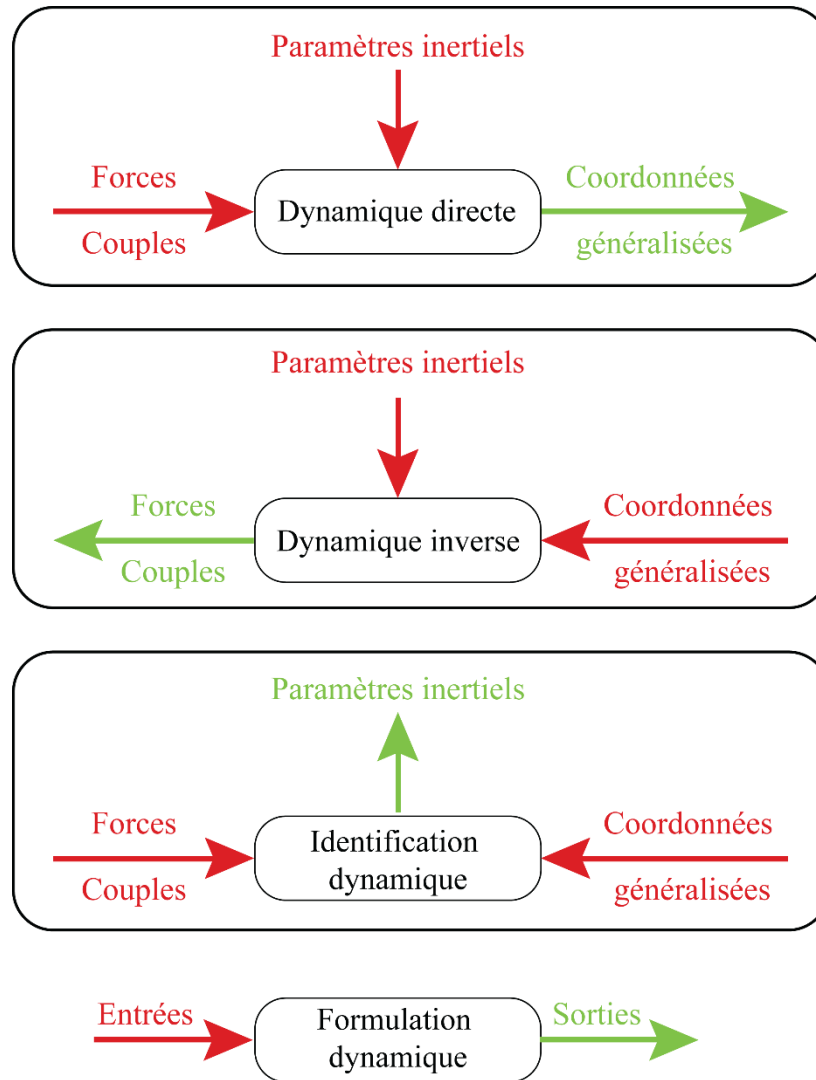 Paramètres inertiels
Forces
Couples
Dynamique directe
Coordonnées
généralisées
Paramètres inertiels
Forces
Couples
Dynamique inverse
Coordonnées
généralisées
Paramètres inertiels
Forces
Couples
Identification
dynamique
Coordonnées
généralisées
Entrées
Formulation
dynamique
Sorties